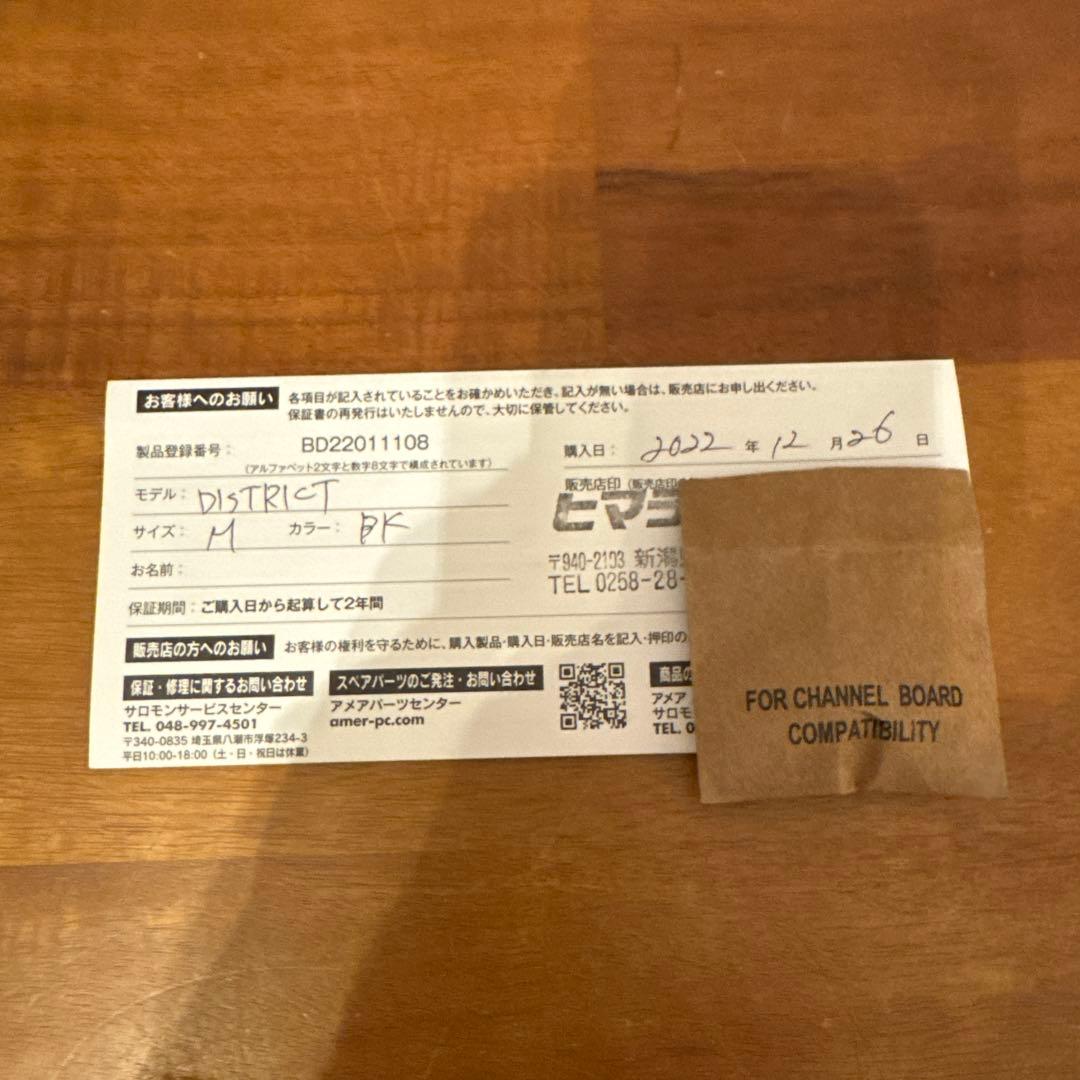 お客様へのお願い 各項目が記入されていることをお確かめいただき、記入が無い場合は、販売店にお申し出ください。
保証書の再発行はいたしませんので、大切に保管してください。
製品登録番号： BD22011108
（アルファベット2文字と数字8文字で構成されています）
モデル： DISTRICT
サイズ： M カラー： BK
お名前：
保証期間：ご購入日から起算して2年間
購入日： 2022 年 12 月 26 日
販売店印（販売店印
ヒマラ
〒940-2103 新潟
TEL 0258-28-
販売店の方へのお願い お客様の権利を守るために、購入製品・購入日・販売店名を記入・押印の
保証・修理に関するお問い合わせ
サロモンサービスセンター
TEL. 048-997-4501
〒340-0835 埼玉県八潮市浮塚234-3
平日10:00-18:00（土・日・祝日は休業）
スペアパーツのご発注・お問い合わせ
アメアパーツセンター
amer-pc.com
商品の
アメア
サロモ
TEL. 0
FOR CHANNEL BOARD
COMPATIBILITY